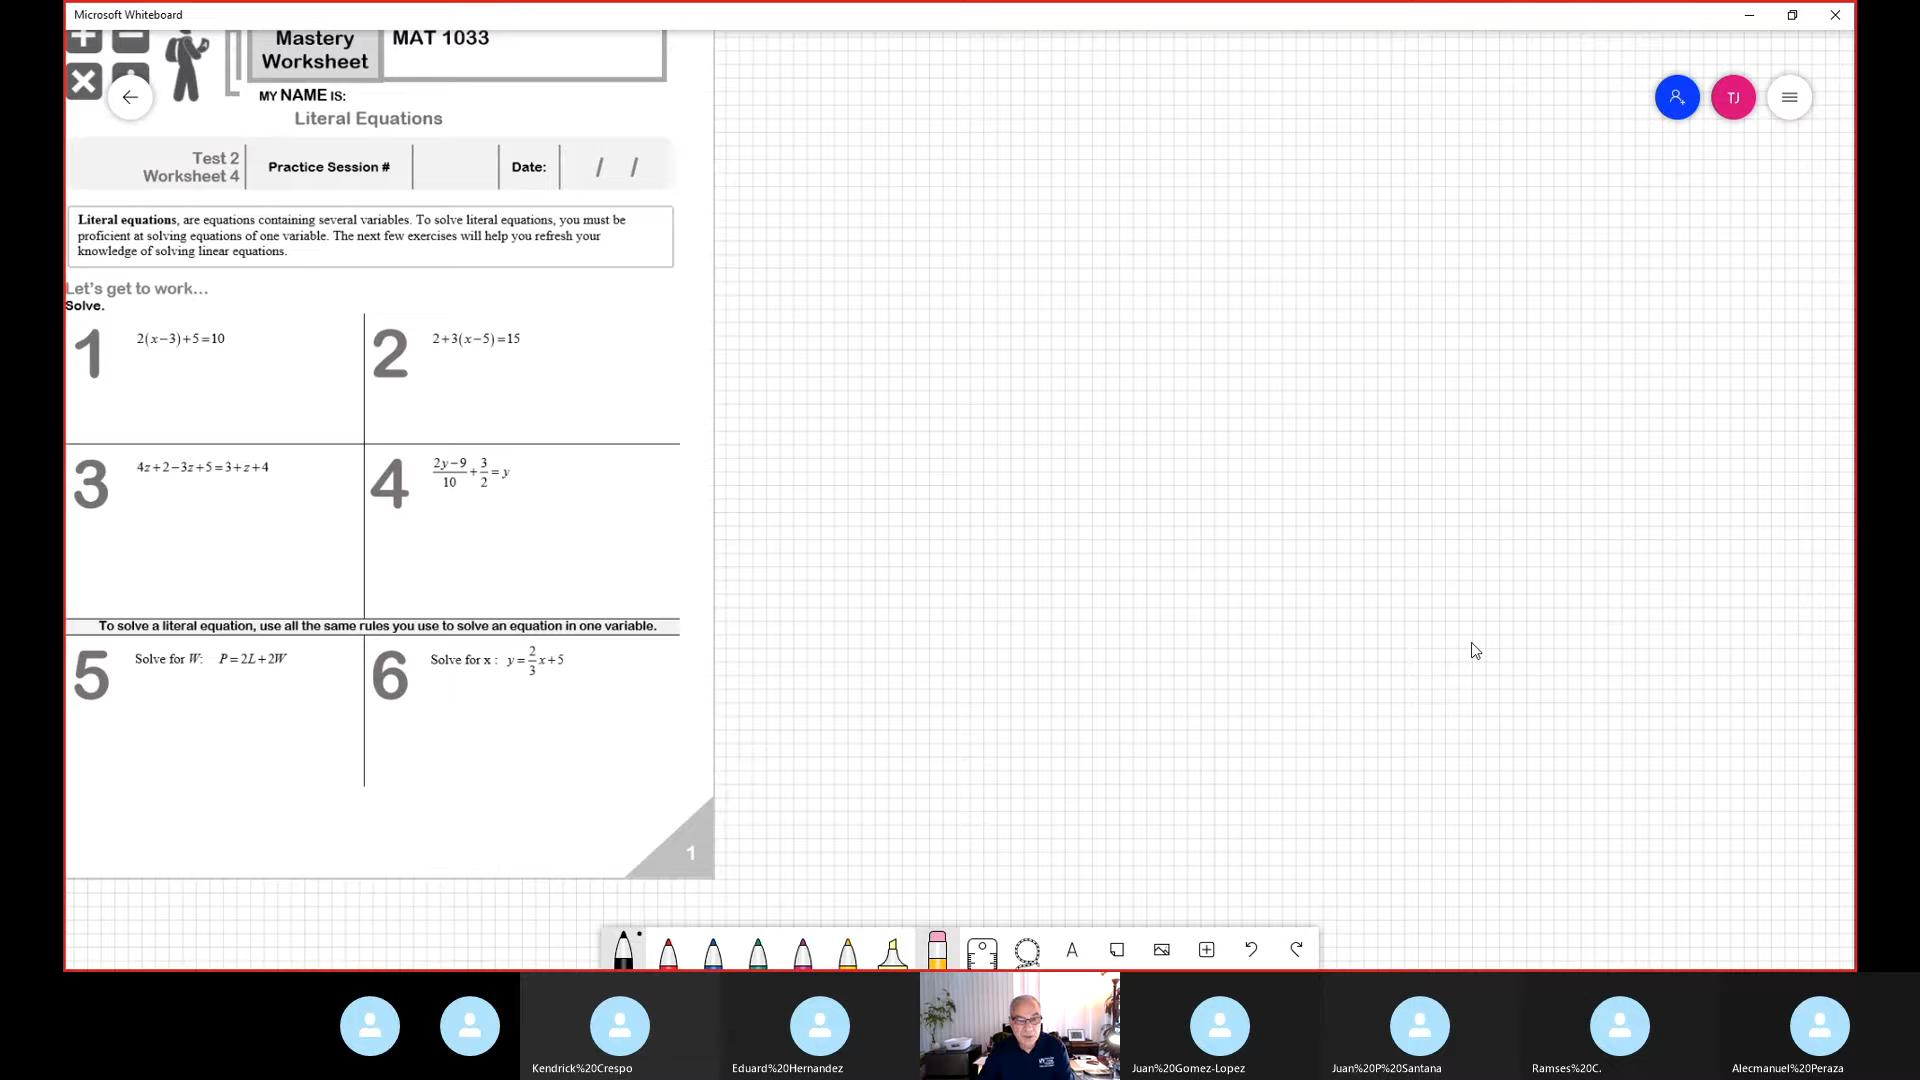 Microsoft Whiteboard
Mastery
Worksheet
MAT 1033
MY NAME IS:
Literal Equations
Test 2
Worksheet 4
Practice Session #
Date:
/ /
Literal equations, are equations containing several variables. To solve literal equations, you must be
proficient at solving equations of one variable. The next few exercises will help you refresh your
knowledge of solving linear equations.
Let's get to work...
Solve.
1 2(x−3)+5=10
2 2+3(x−5)=15
3 4z+2−3z+5=3+z+4
4 (2y−9)/10 + 3/2 = y
To solve a literal equation, use all the same rules you use to solve an equation in one variable.
5 Solve for W: P=2L+2W
6 Solve for x : y=2/3 x+5
1
TJ
A
Kendrick%20Crespo
Eduard%20Hernandez
Juan%20Gomez-Lopez
Juan%20P%20Santana
Ramses%20C.
Alecmanuel%20Peraza